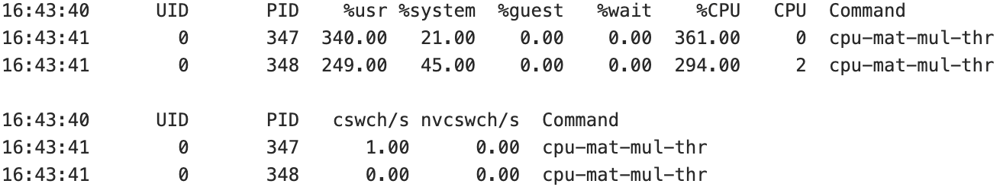 16:43:40      UID       PID    %usr %system  %guest   %wait    %CPU   CPU  Command
16:43:41        0       347  340.00   21.00    0.00    0.00  361.00     0  cpu-mat-mul-thr
16:43:41        0       348  249.00   45.00    0.00    0.00  294.00     2  cpu-mat-mul-thr
16:43:40      UID       PID   cswch/s nvcswch/s  Command
16:43:41        0       347      1.00      0.00  cpu-mat-mul-thr
16:43:41        0       348      0.00      0.00  cpu-mat-mul-thr